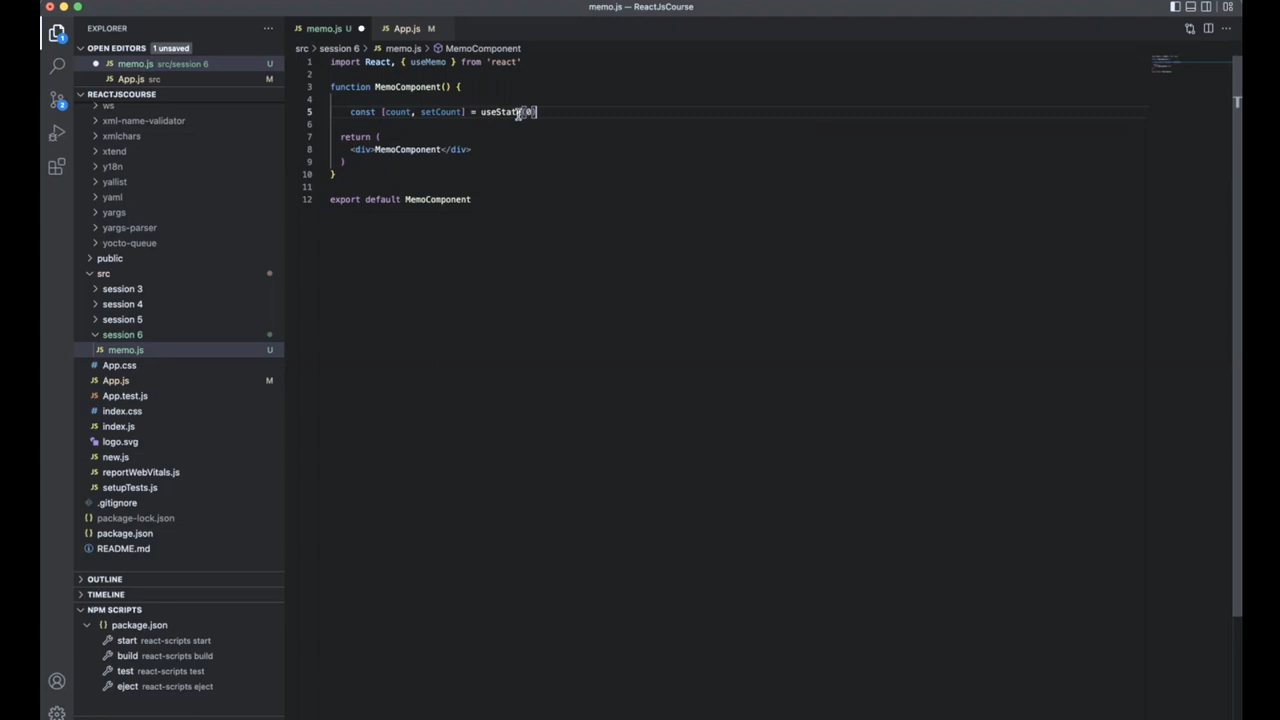 memo.js — ReactJsCourse
EXPLORER
OPEN EDITORS 1 unsaved
memo.js src/session 6 U
App.js src M
REACTJSCOURSE
ws
xml-name-validator
xmlchars
xtend
y18n
yallist
yaml
yargs
yargs-parser
yocto-queue
public
src
session 3
session 4
session 5
session 6
memo.js U
App.css
App.js M
App.test.js
index.css
index.js
logo.svg
new.js
reportWebVitals.js
setupTests.js
.gitignore
package-lock.json
package.json
README.md
OUTLINE
TIMELINE
NPM SCRIPTS
package.json
start react-scripts start
build react-scripts build
test react-scripts test
eject react-scripts eject
JS memo.js U JS App.js M
src > session 6 > JS memo.js > MemoComponent
1 import React, { useMemo } from 'react'
2
3 function MemoComponent() {
4
5 const [count, setCount] = useState(0)
6
7 return (
8 <div>MemoComponent</div>
9 )
10 }
11
12 export default MemoComponent